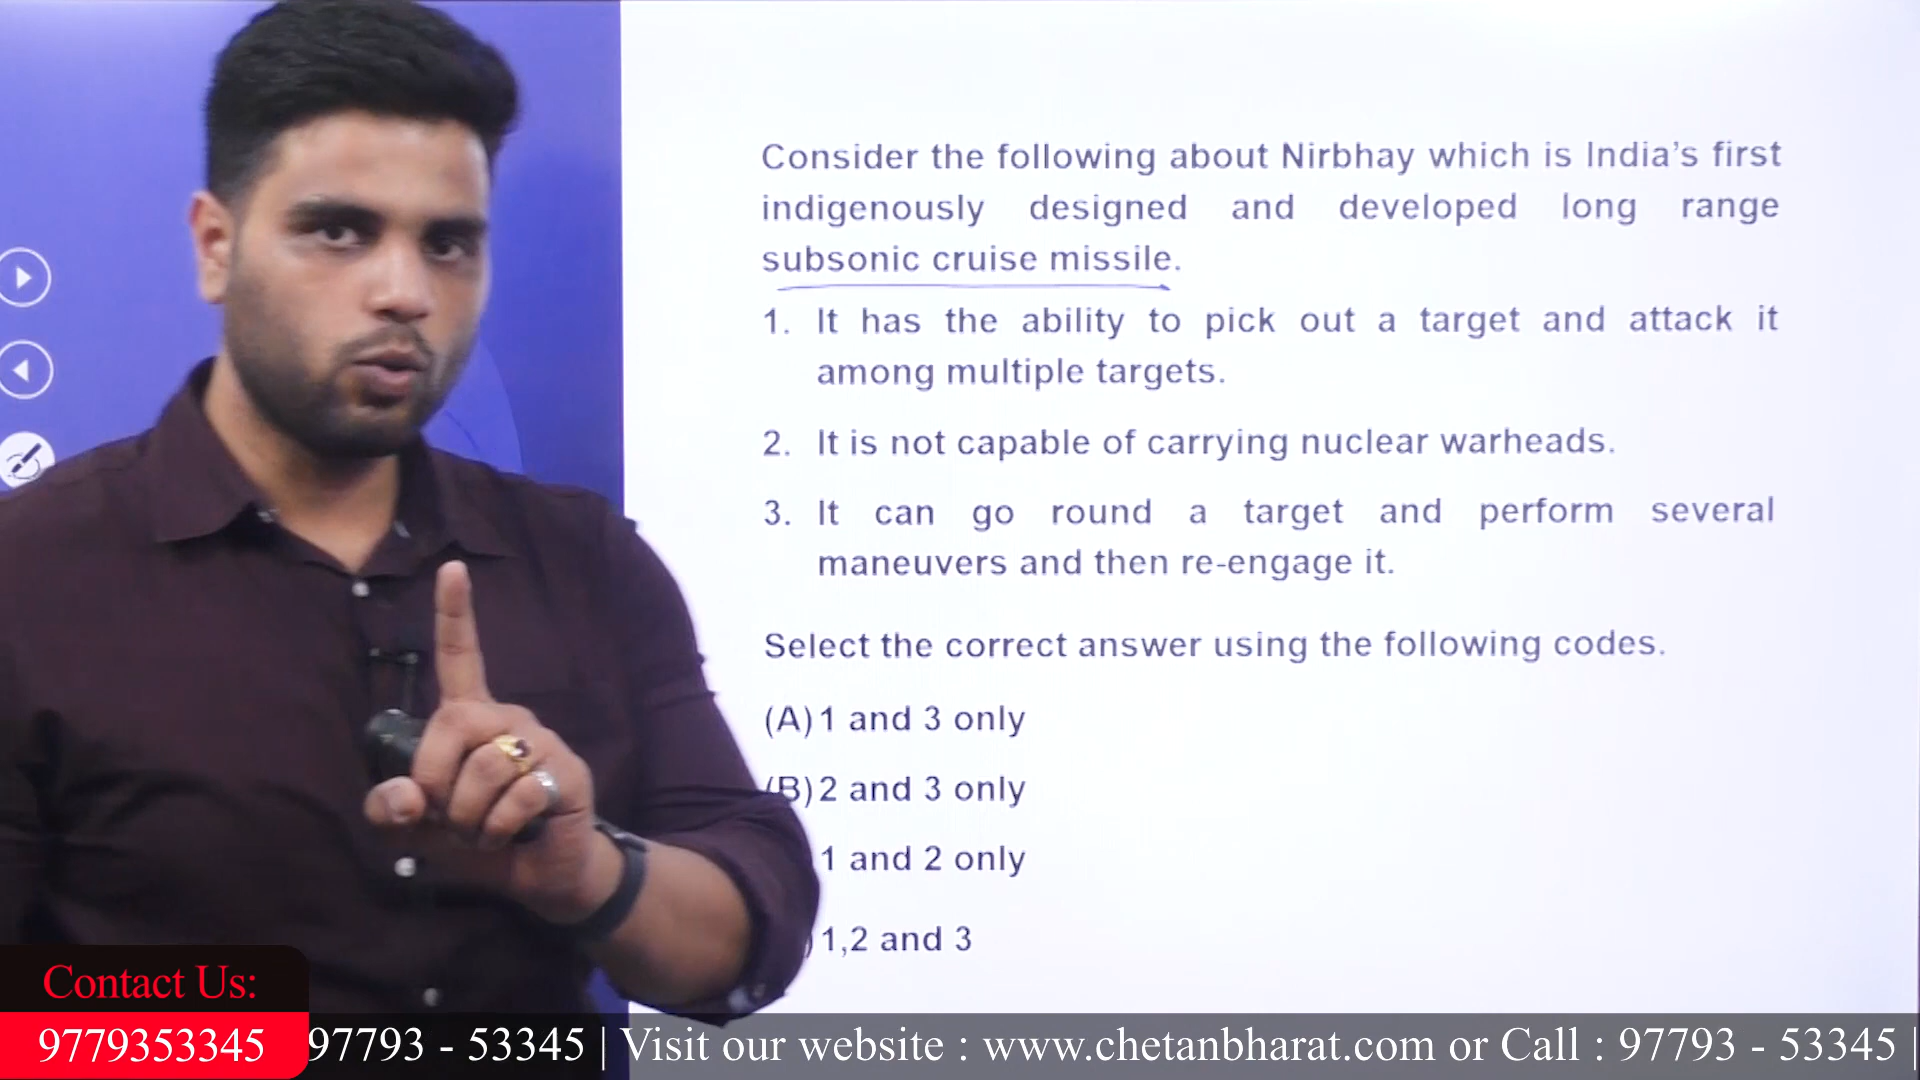 Consider the following about Nirbhay which is India's first
indigenously designed and developed long range
subsonic cruise missile.
1. It has the ability to pick out a target and attack it
among multiple targets.
2. It is not capable of carrying nuclear warheads.
3. It can go round a target and perform several
maneuvers and then re-engage it.
Select the correct answer using the following codes.
(A) 1 and 3 only
(B) 2 and 3 only
1 and 2 only
) 1,2 and 3
Contact Us:
9779353345
97793 - 53345 | Visit our website : www.chetanbharat.com or Call : 97793 - 53345 |